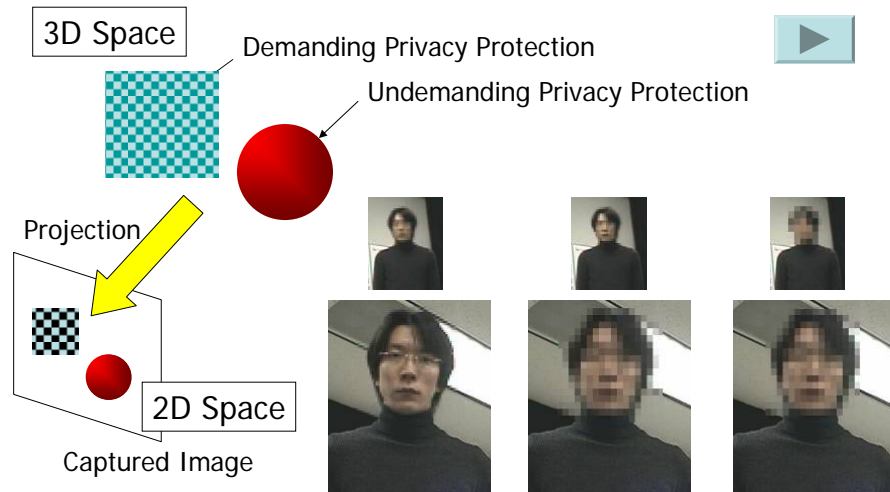 3D Space
Demanding Privacy Protection
Undemanding Privacy Protection
Projection
2D Space
Captured Image